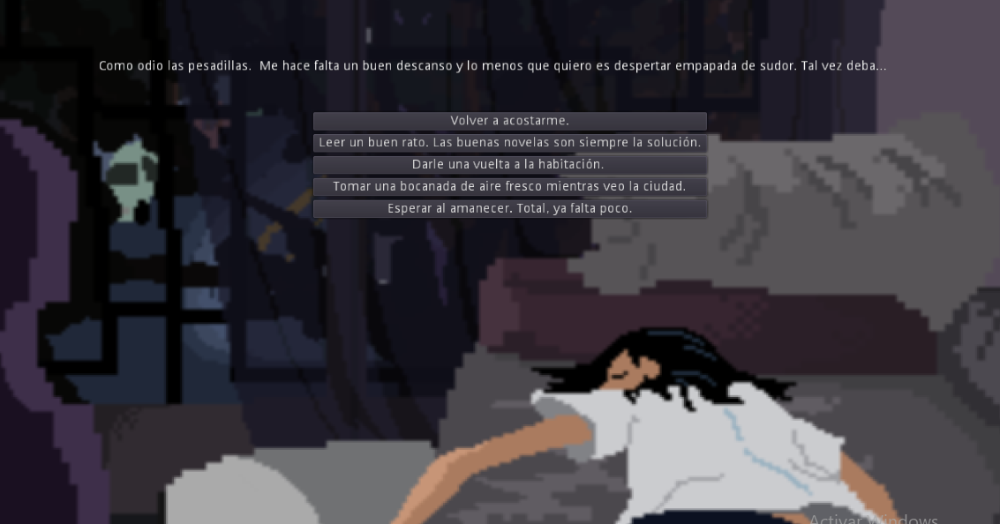 Como odio las pesadillas.  Me hace falta un buen descanso y lo menos que quiero es despertar empapada de sudor. Tal vez deba...
Volver a acostarme.
Leer un buen rato. Las buenas novelas son siempre la solución.
Darle una vuelta a la habitación.
Tomar una bocanada de aire fresco mientras veo la ciudad.
Esperar al amanecer. Total, ya falta poco.
Activar Windows